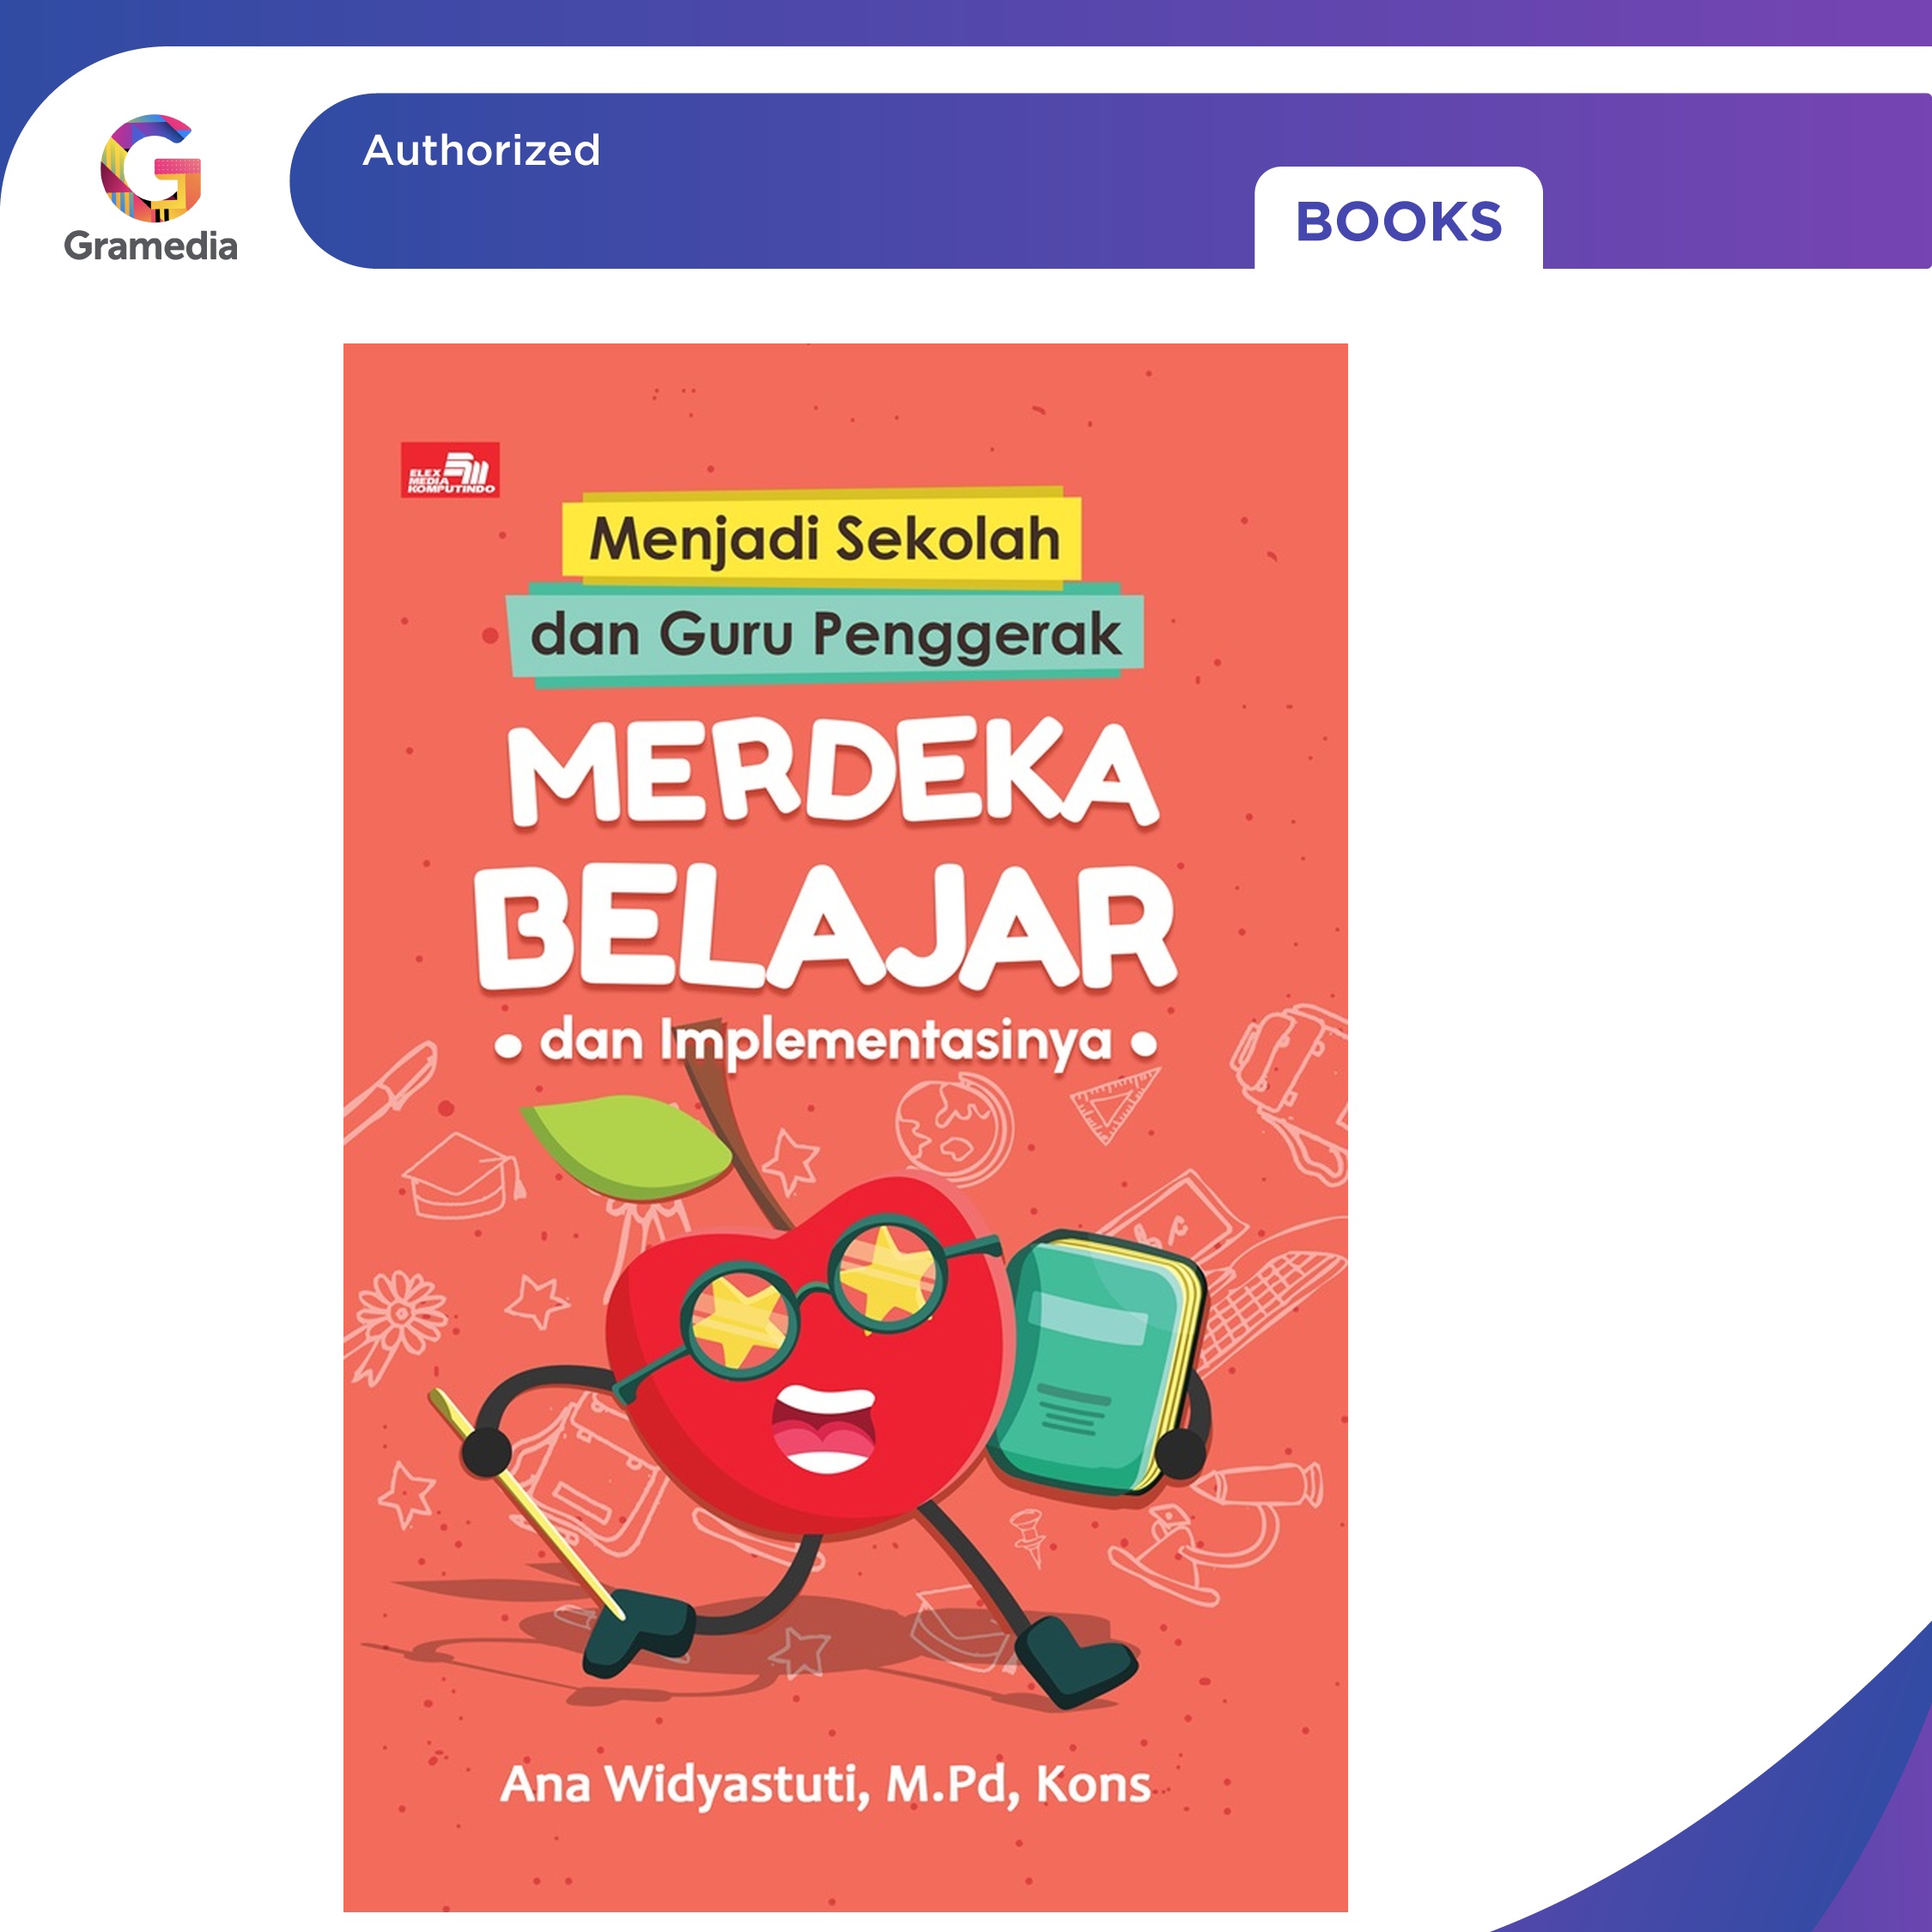 Authorized
Gramedia
BOOKS
ELEX
MEDIA
KOMPUTINDO
Menjadi Sekolah
dan Guru Penggerak
MERDEKA
BELAJAR
• dan Implementasinya •
Ana Widyastuti, M.Pd, Kons